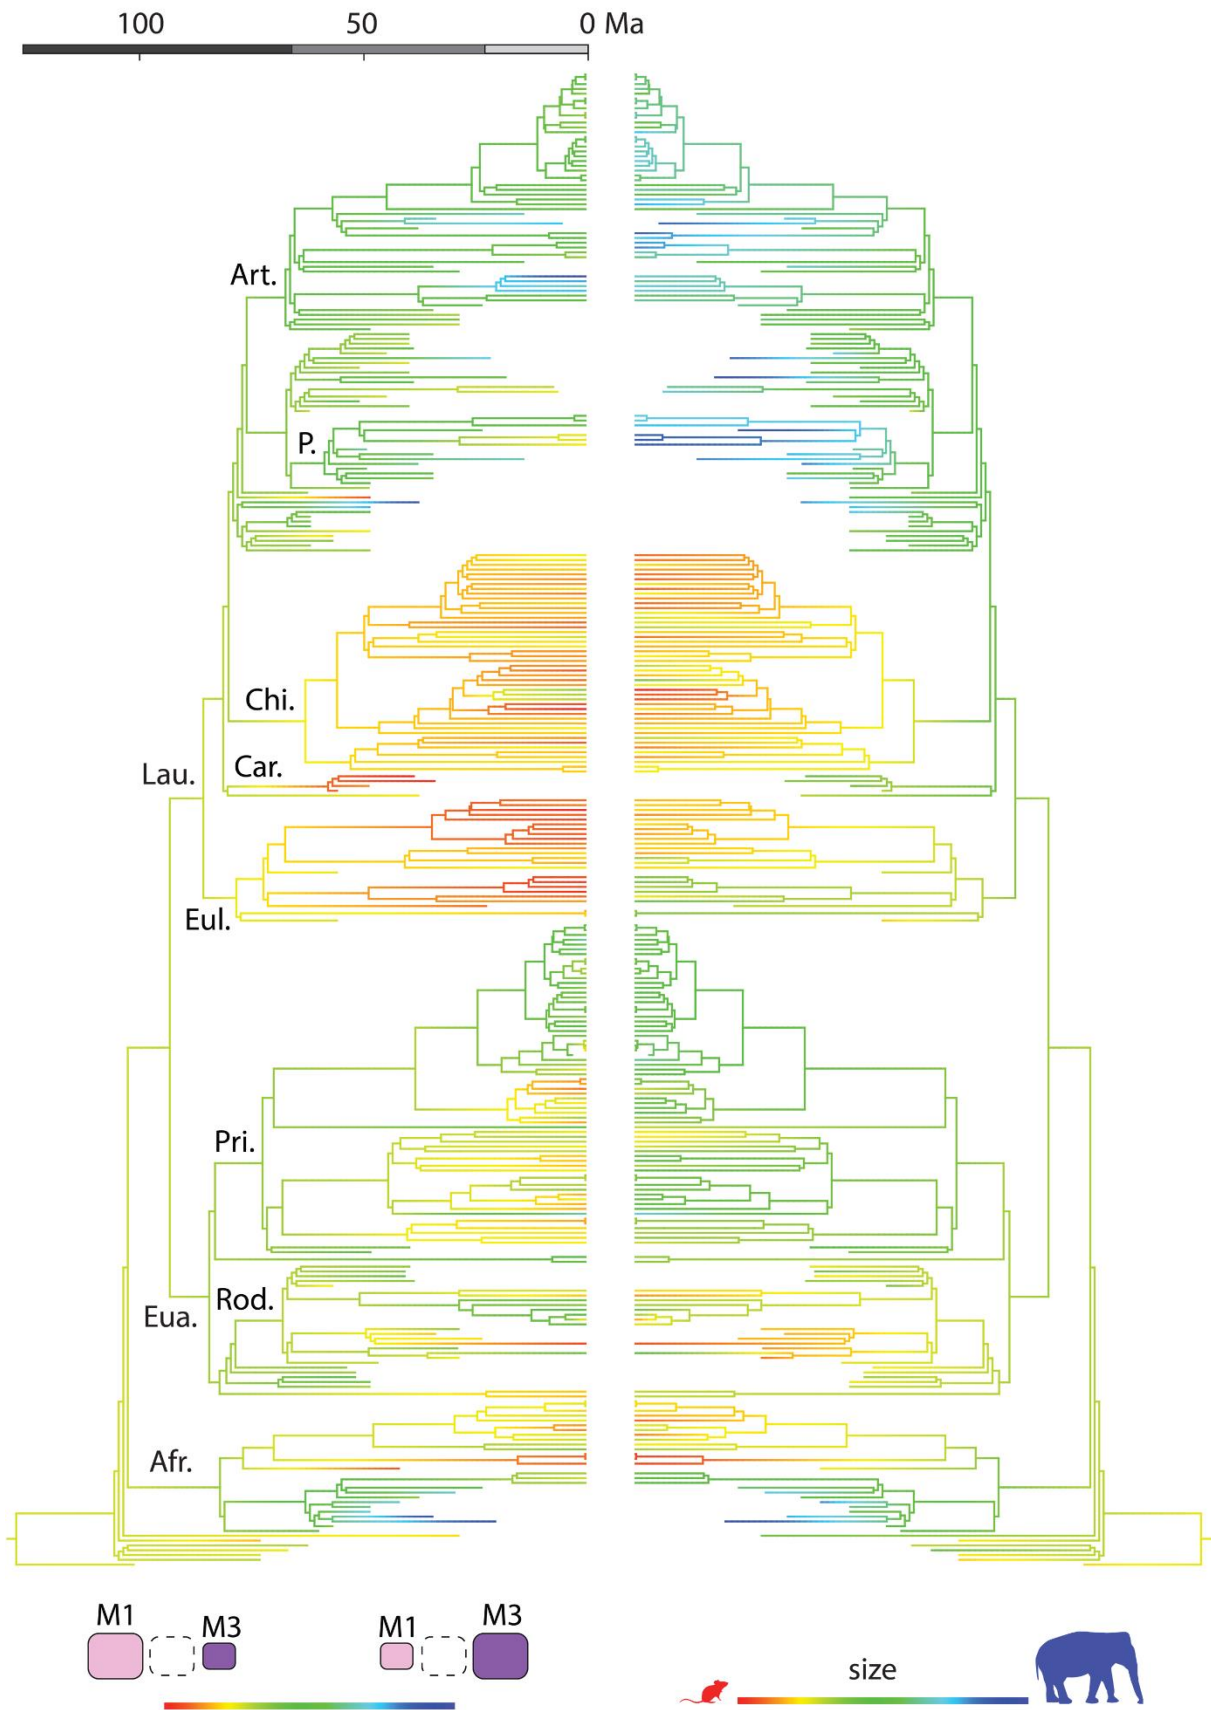 100 50 0 Ma
Art.
P.
Chi.
Car.
Lau.
Eul.
Pri.
Rod.
Eua.
Afr.
M1 M3 M1 M3
size